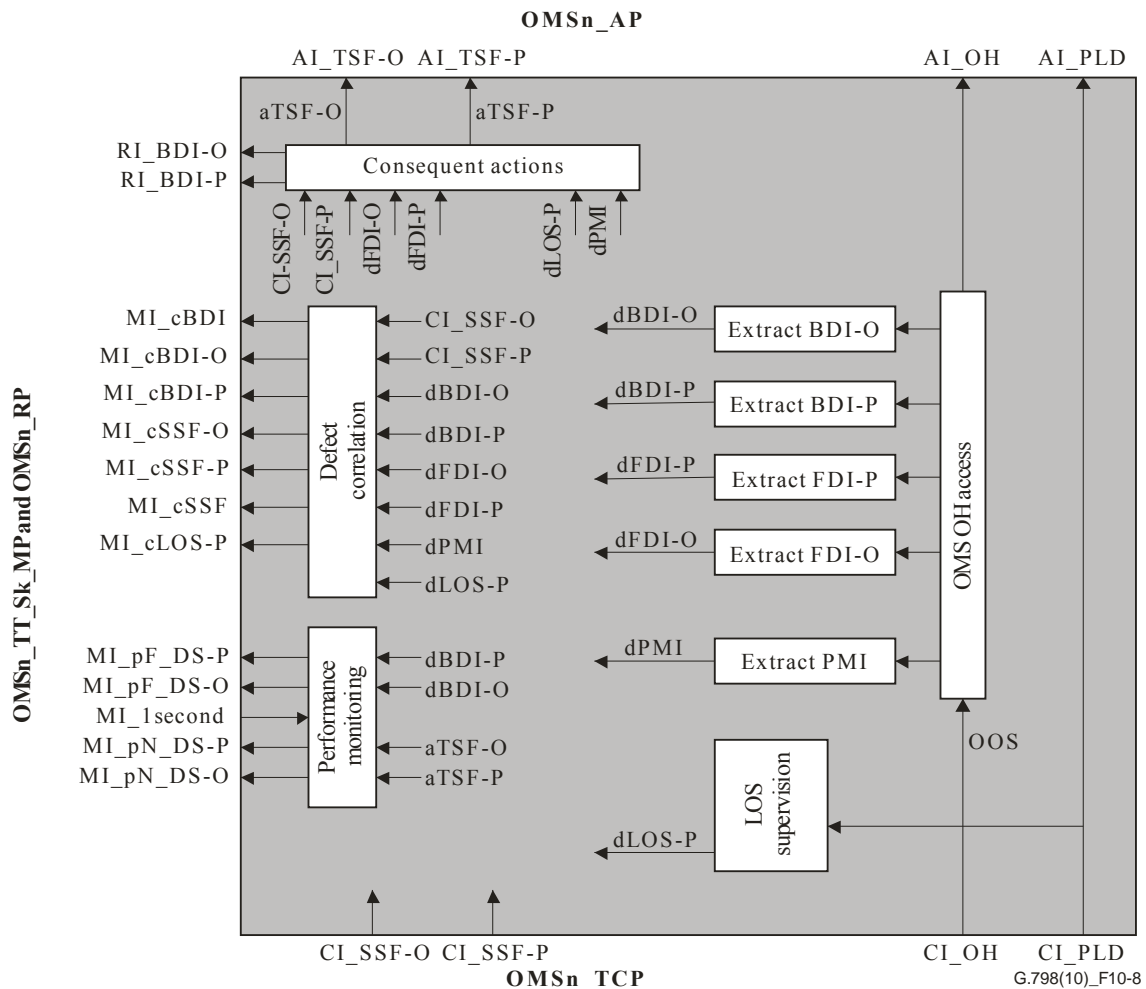 OMSn_AP
AI_TSF-O AI_TSF-P AI_OH AI_PLD
aTSF-O aTSF-P
RI_BDI-O
RI_BDI-P
Consequent actions
CI-SSF-O
CI_SSF-P
dFDI-O
dFDI-P
dLOS-P
dPMI
MI_cBDI
MI_cBDI-O
MI_cBDI-P
MI_cSSF-O
MI_cSSF-P
MI_cSSF
MI_cLOS-P
Defect
correlation
CI_SSF-O
CI_SSF-P
dBDI-O
dBDI-P
dFDI-O
dFDI-P
dPMI
dLOS-P
dBDI-O Extract BDI-O
dBDI-P Extract BDI-P
dFDI-P Extract FDI-P
dFDI-O Extract FDI-O
dPMI Extract PMI
OMS OH access
OOS
OMSn_TT_Sk_MP and OMSn_RP
MI_pF_DS-P
MI_pF_DS-O
MI_1second
MI_pN_DS-P
MI_pN_DS-O
Performance
monitoring
dBDI-P
dBDI-O
aTSF-O
aTSF-P
LOS
supervision
dLOS-P
CI_SSF-O CI_SSF-P CI_OH CI_PLD
OMSn_TCP
G.798(10)_F10-8